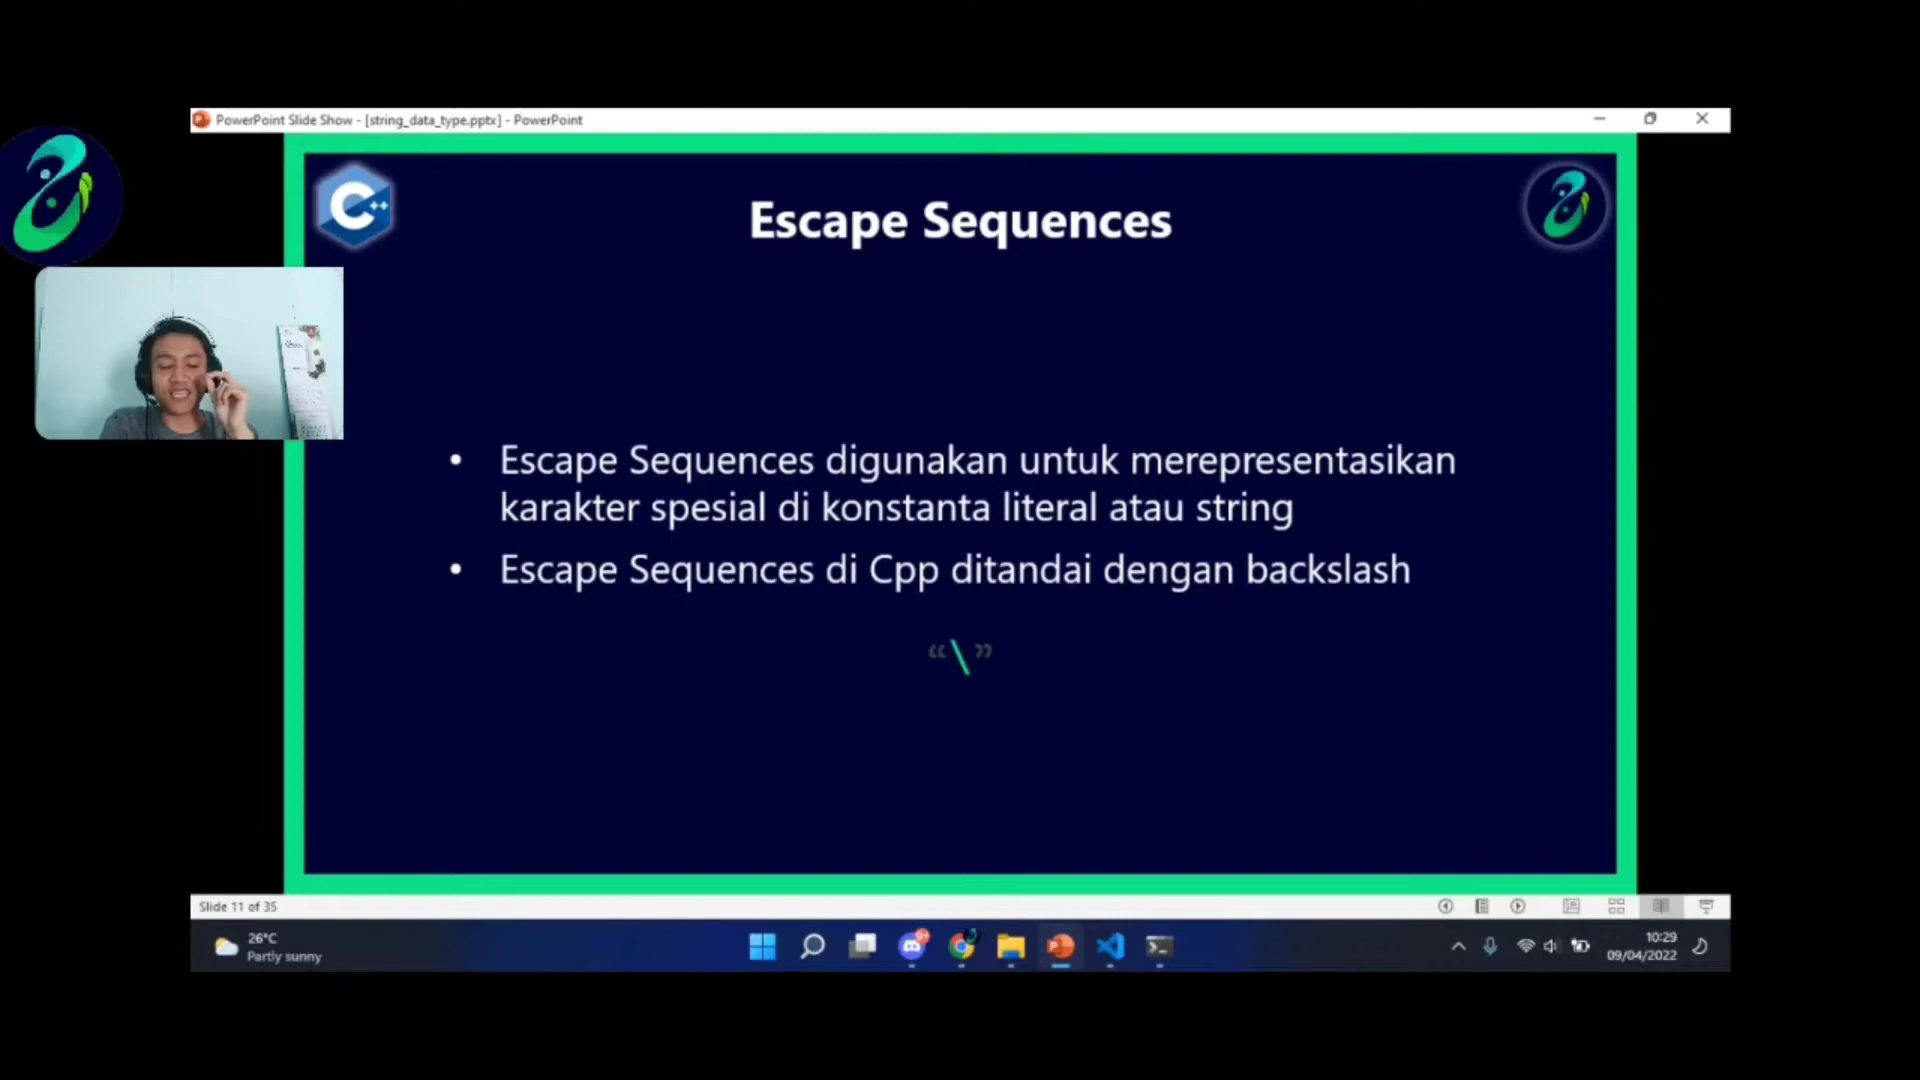 PowerPoint Slide Show - [string_data_type.pptx] - PowerPoint
C++
Escape Sequences
• Escape Sequences digunakan untuk merepresentasikan
karakter spesial di konstanta literal atau string
• Escape Sequences di Cpp ditandai dengan backslash
“\”
Slide 11 of 35
26°C
Partly sunny
9+
10:29
09/04/2022